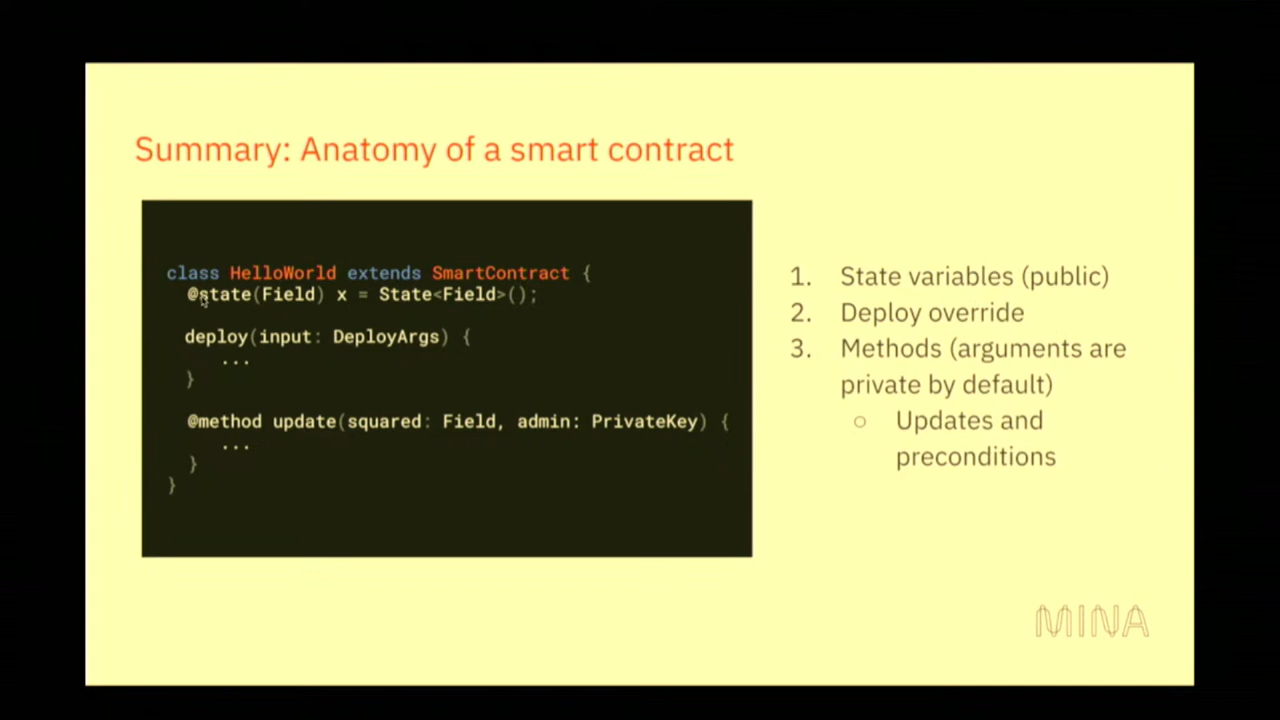 Summary: Anatomy of a smart contract
class HelloWorld extends SmartContract {
@state(Field) x = State<Field>();
deploy(input: DeployArgs) {
...
}
@method update(squared: Field, admin: PrivateKey) {
...
}
}
1. State variables (public)
2. Deploy override
3. Methods (arguments are
private by default)
○ Updates and
preconditions
MINA